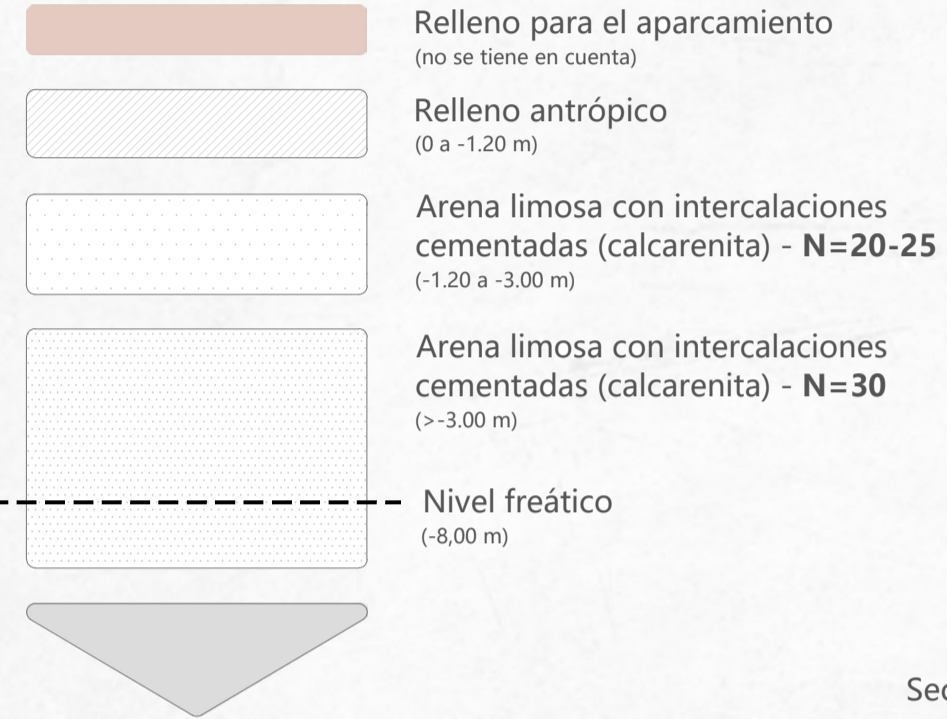 Relleno para el aparcamiento
(no se tiene en cuenta)
Relleno antrópico
(0 a -1.20 m)
Arena limosa con intercalaciones
cementadas (calcarenita) - N=20-25
(-1.20 a -3.00 m)
Arena limosa con intercalaciones
cementadas (calcarenita) - N=30
(>-3.00 m)
Nivel freático
(-8,00 m)